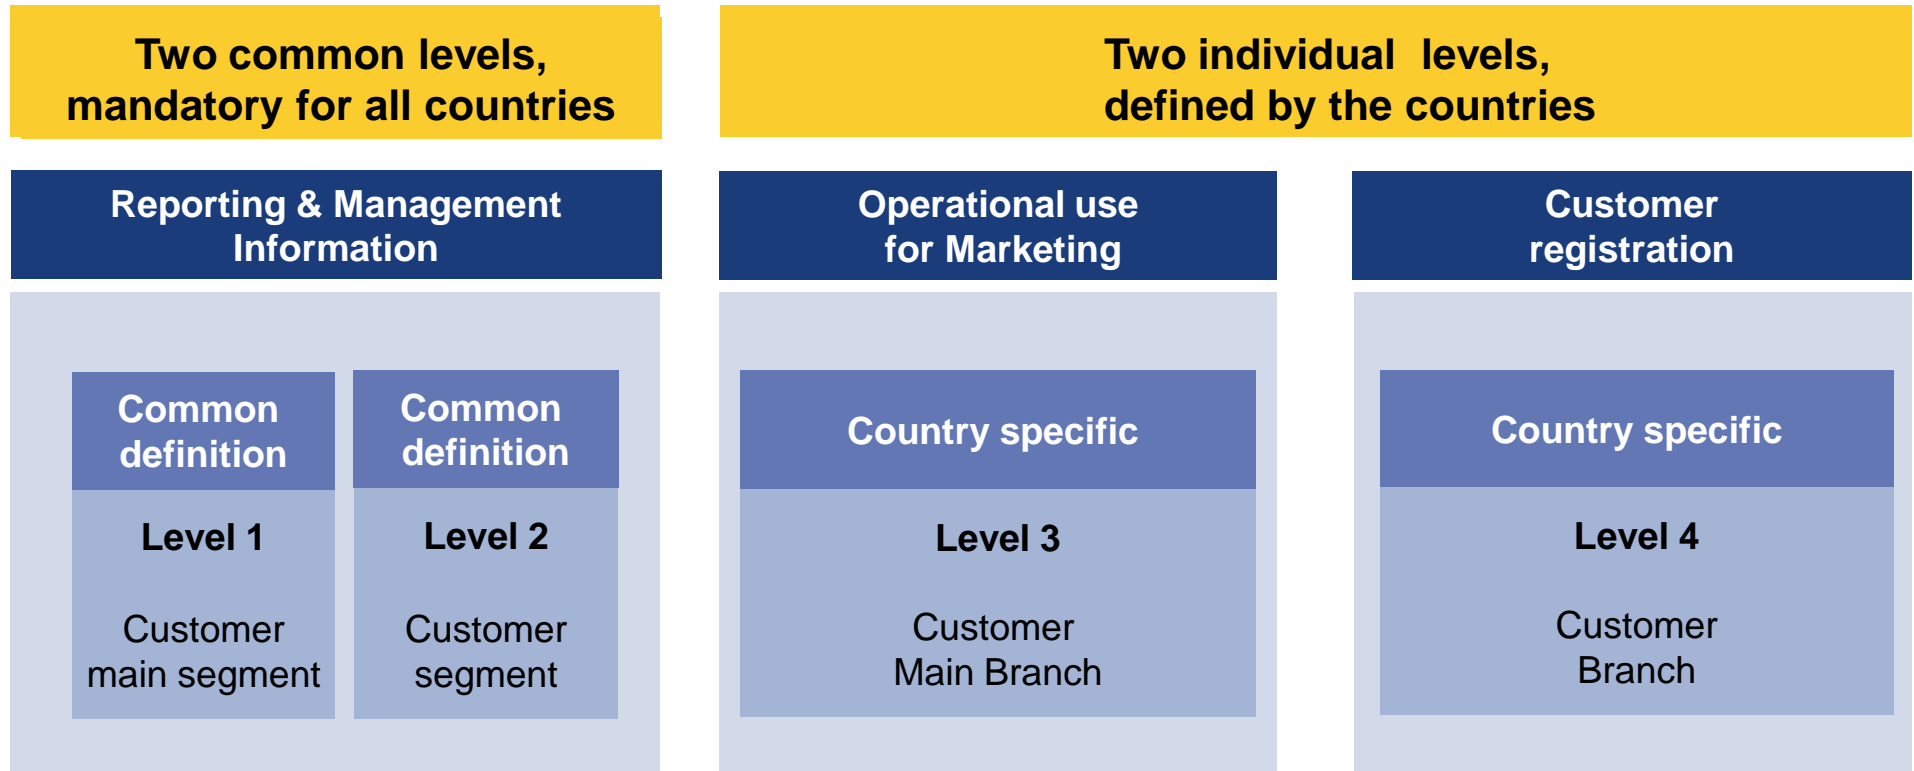 Two common levels,
mandatory for all countries
Two individual levels,
defined by the countries
Reporting & Management
Information
Operational use
for Marketing
Customer
registration
Common
definition
Level 1
Customer
main segment
Common
definition
Level 2
Customer
segment
Country specific
Level 3
Customer
Main Branch
Country specific
Level 4
Customer
Branch